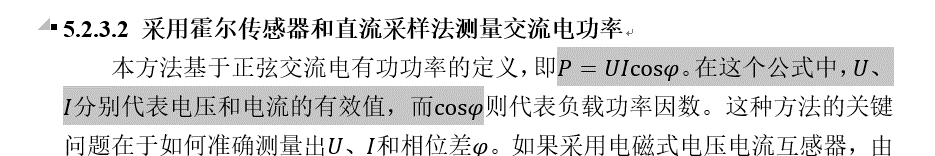 5.2.3.2 采用霍尔传感器和直流采样法测量交流电功率
本方法基于正弦交流电有功功率的定义，即P = UIcosφ。在这个公式中，U、
I分别代表电压和电流的有效值，而cosφ则代表负载功率因数。这种方法的关键
问题在于如何准确测量出U、I和相位差φ。如果采用电磁式电压电流互感器，由